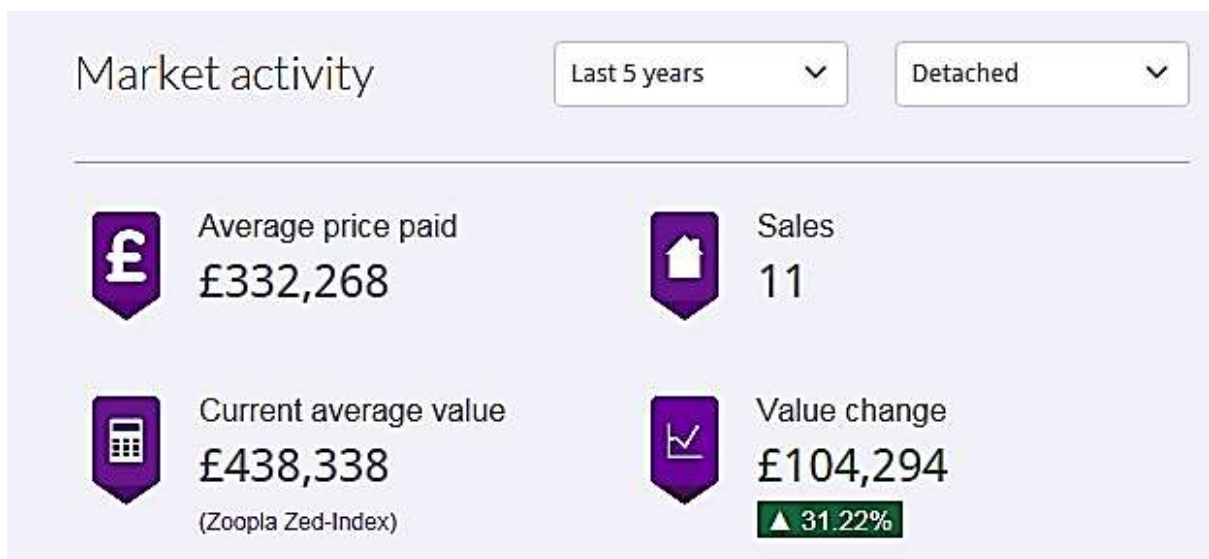 Market activity
Last 5 years
Detached
£
Average price paid
£332,268
Sales
11
Current average value
£438,338
(Zoopla Zed-Index)
Value change
£104,294
▲ 31.22%